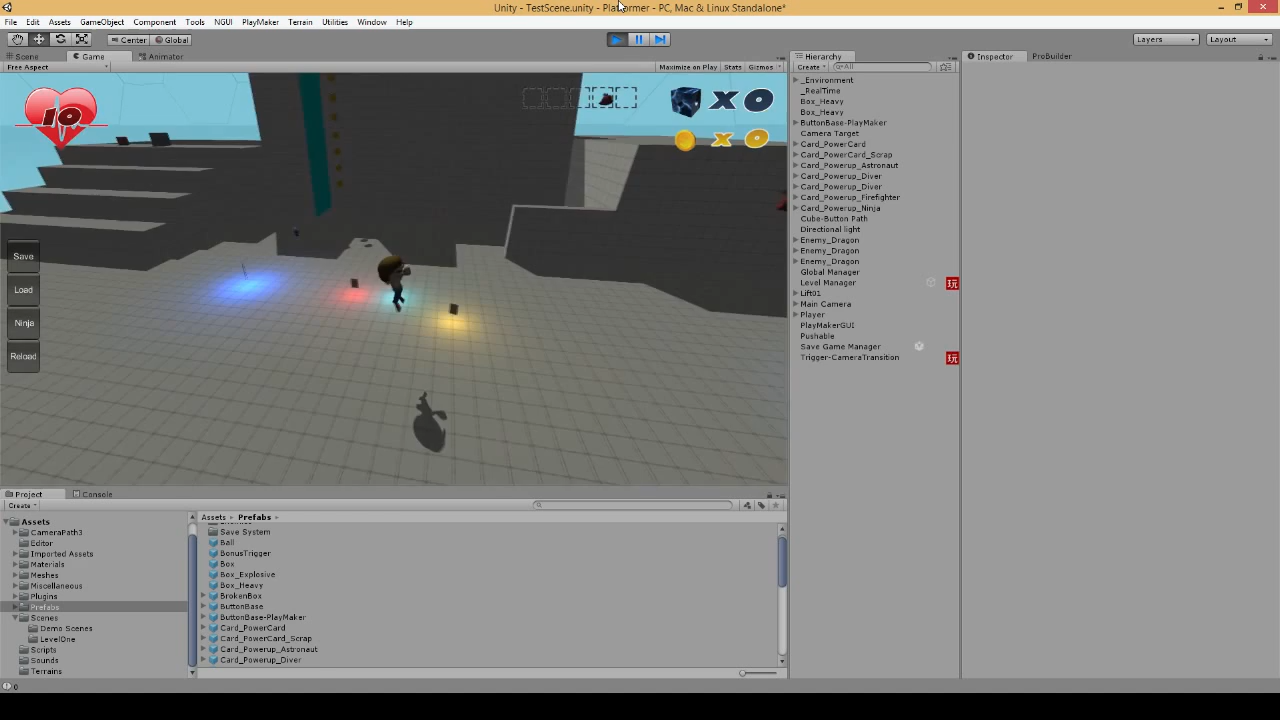 Unity - TestScene.unity - Platformer - PC, Mac & Linux Standalone*
File Edit Assets GameObject Component Tools NGUI PlayMaker Terrain Utilities Window Help
Center Global Layers Layout
Scene Game Animator
Free Aspect Maximize on Play Stats Gizmos
10
X 0
X 0
Save
Load
Ninja
Reload
Hierarchy
Create All
_Environment
_RealTime
Box_Heavy
Box_Heavy
ButtonBase-PlayMaker
Camera Target
Card_PowerCard
Card_PowerCard_Scrap
Card_Powerup_Astronaut
Card_Powerup_Diver
Card_Powerup_Diver
Card_Powerup_Firefighter
Card_Powerup_Ninja
Cube-Button Path
Directional light
Enemy_Dragon
Enemy_Dragon
Enemy_Dragon
Global Manager
Level Manager 玩
Lift01
Main Camera
Player
PlayMakerGUI
Pushable
Save Game Manager
Trigger-CameraTransition 玩
Inspector ProBuilder
Project Console
Create
Assets
CameraPath3
Editor
Imported Assets
Materials
Meshes
Miscellaneous
Plugins
Prefabs
Scenes
Demo Scenes
LevelOne
Scripts
Sounds
Terrains
Assets Prefabs
Save System
Ball
BonusTrigger
Box
Box_Explosive
Box_Heavy
BrokenBox
ButtonBase
ButtonBase-PlayMaker
Card_PowerCard
Card_PowerCard_Scrap
Card_Powerup_Astronaut
Card_Powerup_Diver
0